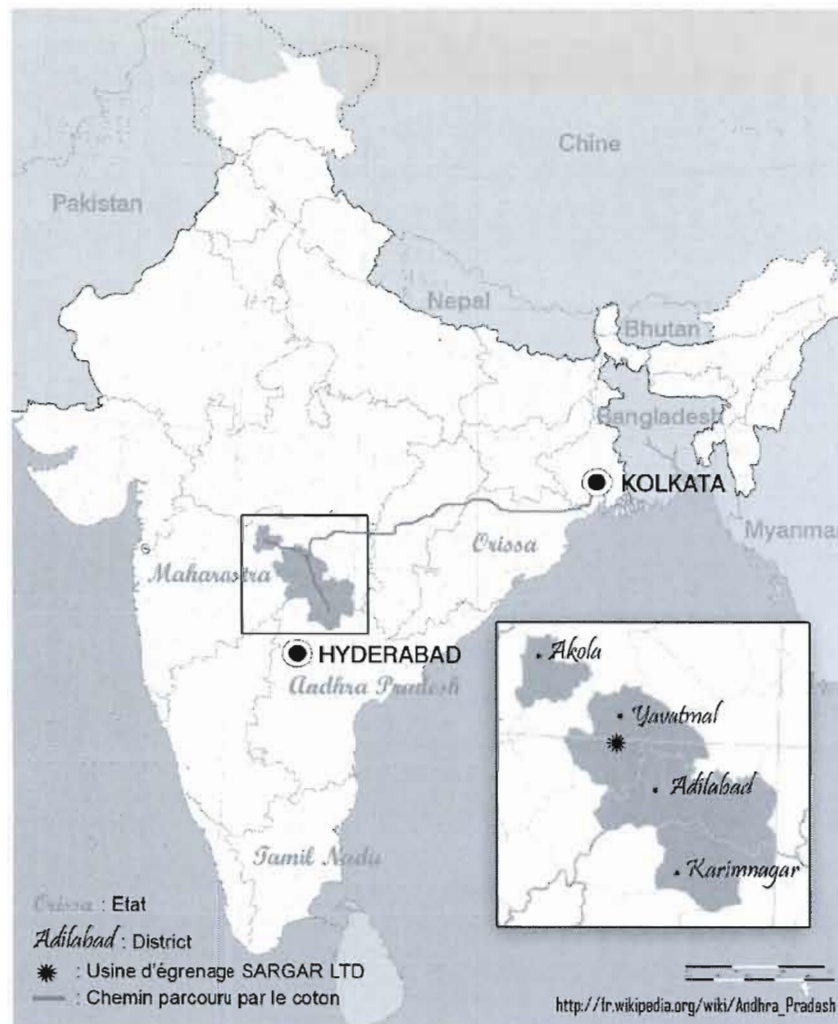 Chine
Pakistan
Nepal
Bhutan
Bangladesh
KOLKATA
Myanmar
Orissa
Maharastra
HYDERABAD
Andhra Pradesh
Akola
Yavatmal
Adilabad
Karimnagar
Tamil Nadu
Orissa : Etat
Adilabad : District
: Usine d'égrenage SARGAR LTD
: Chemin parcouru par le coton
http://fr.wikipedia.org/wiki/Andhra_Pradesh